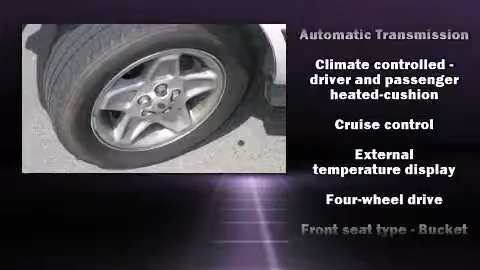 Automatic Transmission
Climate controlled -
driver and passenger
heated-cushion
Cruise control
External
temperature display
Four-wheel drive
Front seat type - Bucket